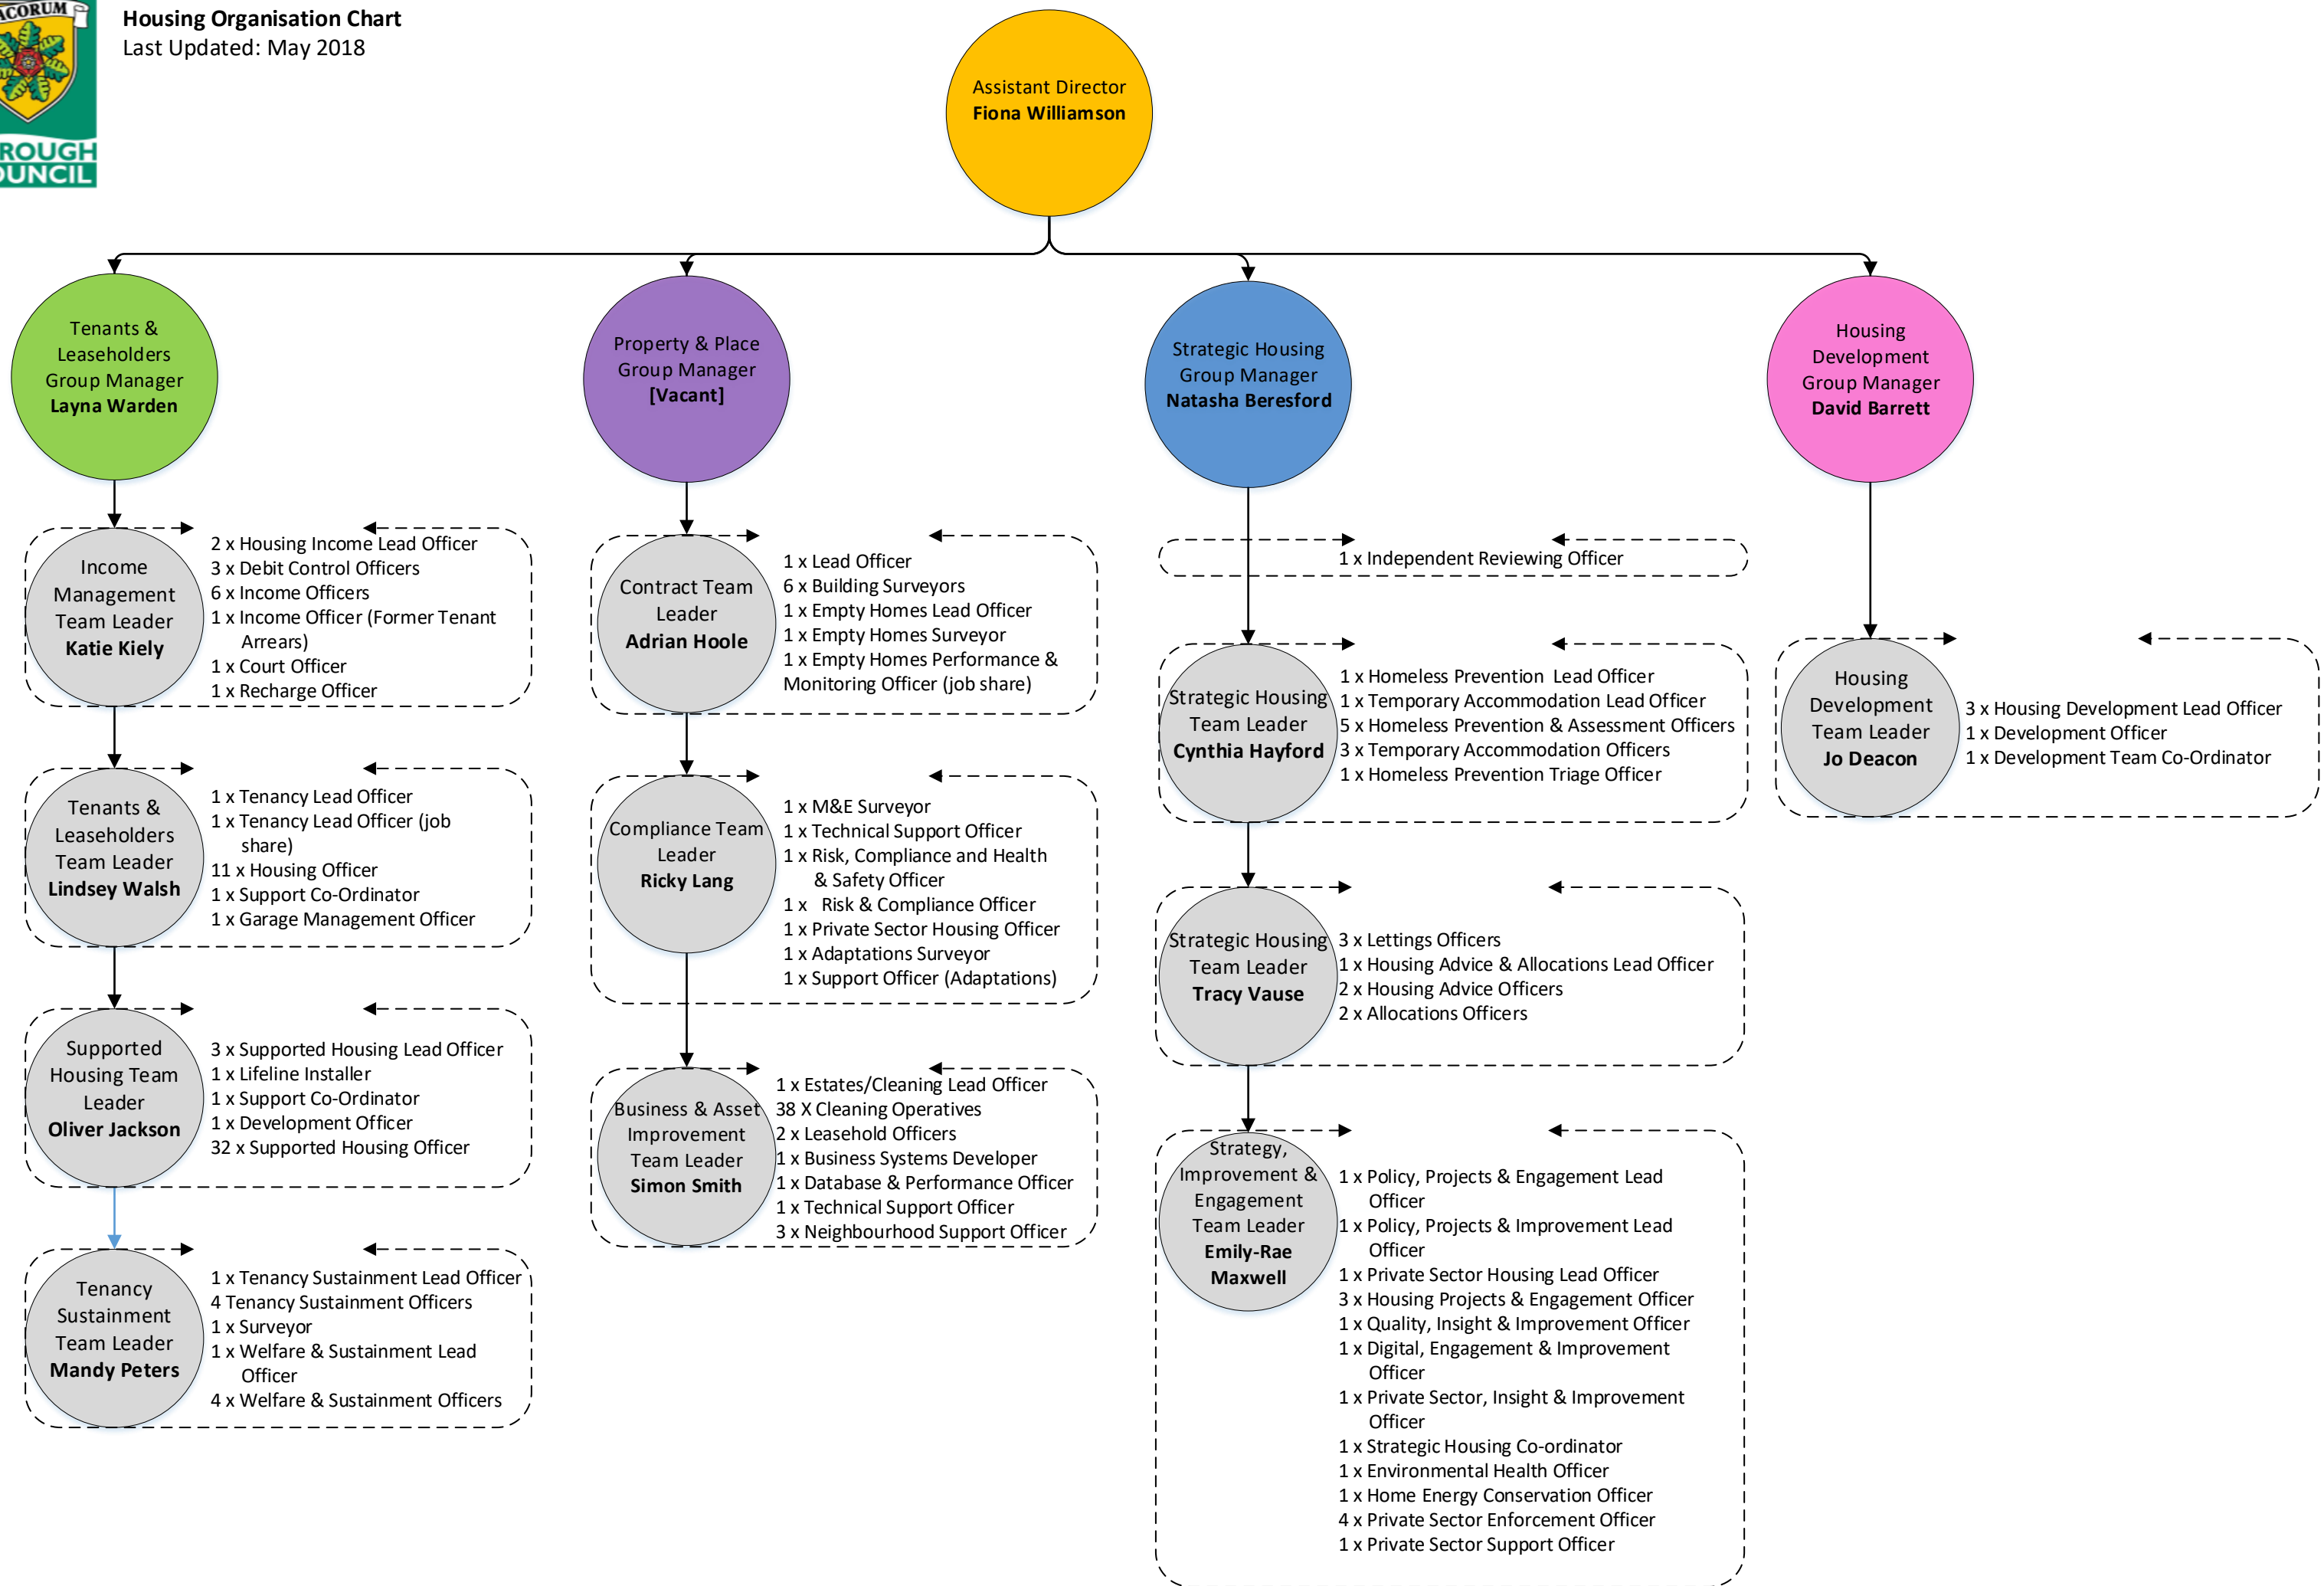 ACORUM
ROUGH
OUNCIL
Housing Organisation Chart
Last Updated: May 2018
Assistant Director
Fiona Williamson
Tenants &
Leaseholders
Group Manager
Layna Warden
Property & Place
Group Manager
[Vacant]
Strategic Housing
Group Manager
Natasha Beresford
Housing
Development
Group Manager
David Barrett
Income
Management
Team Leader
Katie Kiely
2 x Housing Income Lead Officer
3 x Debit Control Officers
6 x Income Officers
1 x Income Officer (Former Tenant
Arrears)
1 x Court Officer
1 x Recharge Officer
Tenants &
Leaseholders
Team Leader
Lindsey Walsh
1 x Tenancy Lead Officer
1 x Tenancy Lead Officer (job
share)
11 x Housing Officer
1 x Support Co-Ordinator
1 x Garage Management Officer
Supported
Housing Team
Leader
Oliver Jackson
3 x Supported Housing Lead Officer
1 x Lifeline Installer
1 x Support Co-Ordinator
1 x Development Officer
32 x Supported Housing Officer
Tenancy
Sustainment
Team Leader
Mandy Peters
1 x Tenancy Sustainment Lead Officer
4 Tenancy Sustainment Officers
1 x Surveyor
1 x Welfare & Sustainment Lead
Officer
4 x Welfare & Sustainment Officers
Contract Team
Leader
Adrian Hoole
1 x Lead Officer
6 x Building Surveyors
1 x Empty Homes Lead Officer
1 x Empty Homes Surveyor
1 x Empty Homes Performance &
Monitoring Officer (job share)
Compliance Team
Leader
Ricky Lang
1 x M&E Surveyor
1 x Technical Support Officer
1 x Risk, Compliance and Health
& Safety Officer
1 x Risk & Compliance Officer
1 x Private Sector Housing Officer
1 x Adaptations Surveyor
1 x Support Officer (Adaptations)
Business & Asset
Improvement
Team Leader
Simon Smith
1 x Estates/Cleaning Lead Officer
38 X Cleaning Operatives
2 x Leasehold Officers
1 x Business Systems Developer
1 x Database & Performance Officer
1 x Technical Support Officer
3 x Neighbourhood Support Officer
1 x Independent Reviewing Officer
Strategic Housing
Team Leader
Cynthia Hayford
1 x Homeless Prevention Lead Officer
1 x Temporary Accommodation Lead Officer
5 x Homeless Prevention & Assessment Officers
3 x Temporary Accommodation Officers
1 x Homeless Prevention Triage Officer
Strategic Housing
Team Leader
Tracy Vause
3 x Lettings Officers
1 x Housing Advice & Allocations Lead Officer
2 x Housing Advice Officers
2 x Allocations Officers
Strategy,
Improvement &
Engagement
Team Leader
Emily-Rae
Maxwell
1 x Policy, Projects & Engagement Lead
Officer
1 x Policy, Projects & Improvement Lead
Officer
1 x Private Sector Housing Lead Officer
3 x Housing Projects & Engagement Officer
1 x Quality, Insight & Improvement Officer
1 x Digital, Engagement & Improvement
Officer
1 x Private Sector, Insight & Improvement
Officer
1 x Strategic Housing Co-ordinator
1 x Environmental Health Officer
1 x Home Energy Conservation Officer
4 x Private Sector Enforcement Officer
1 x Private Sector Support Officer
Housing
Development
Team Leader
Jo Deacon
3 x Housing Development Lead Officer
1 x Development Officer
1 x Development Team Co-Ordinator